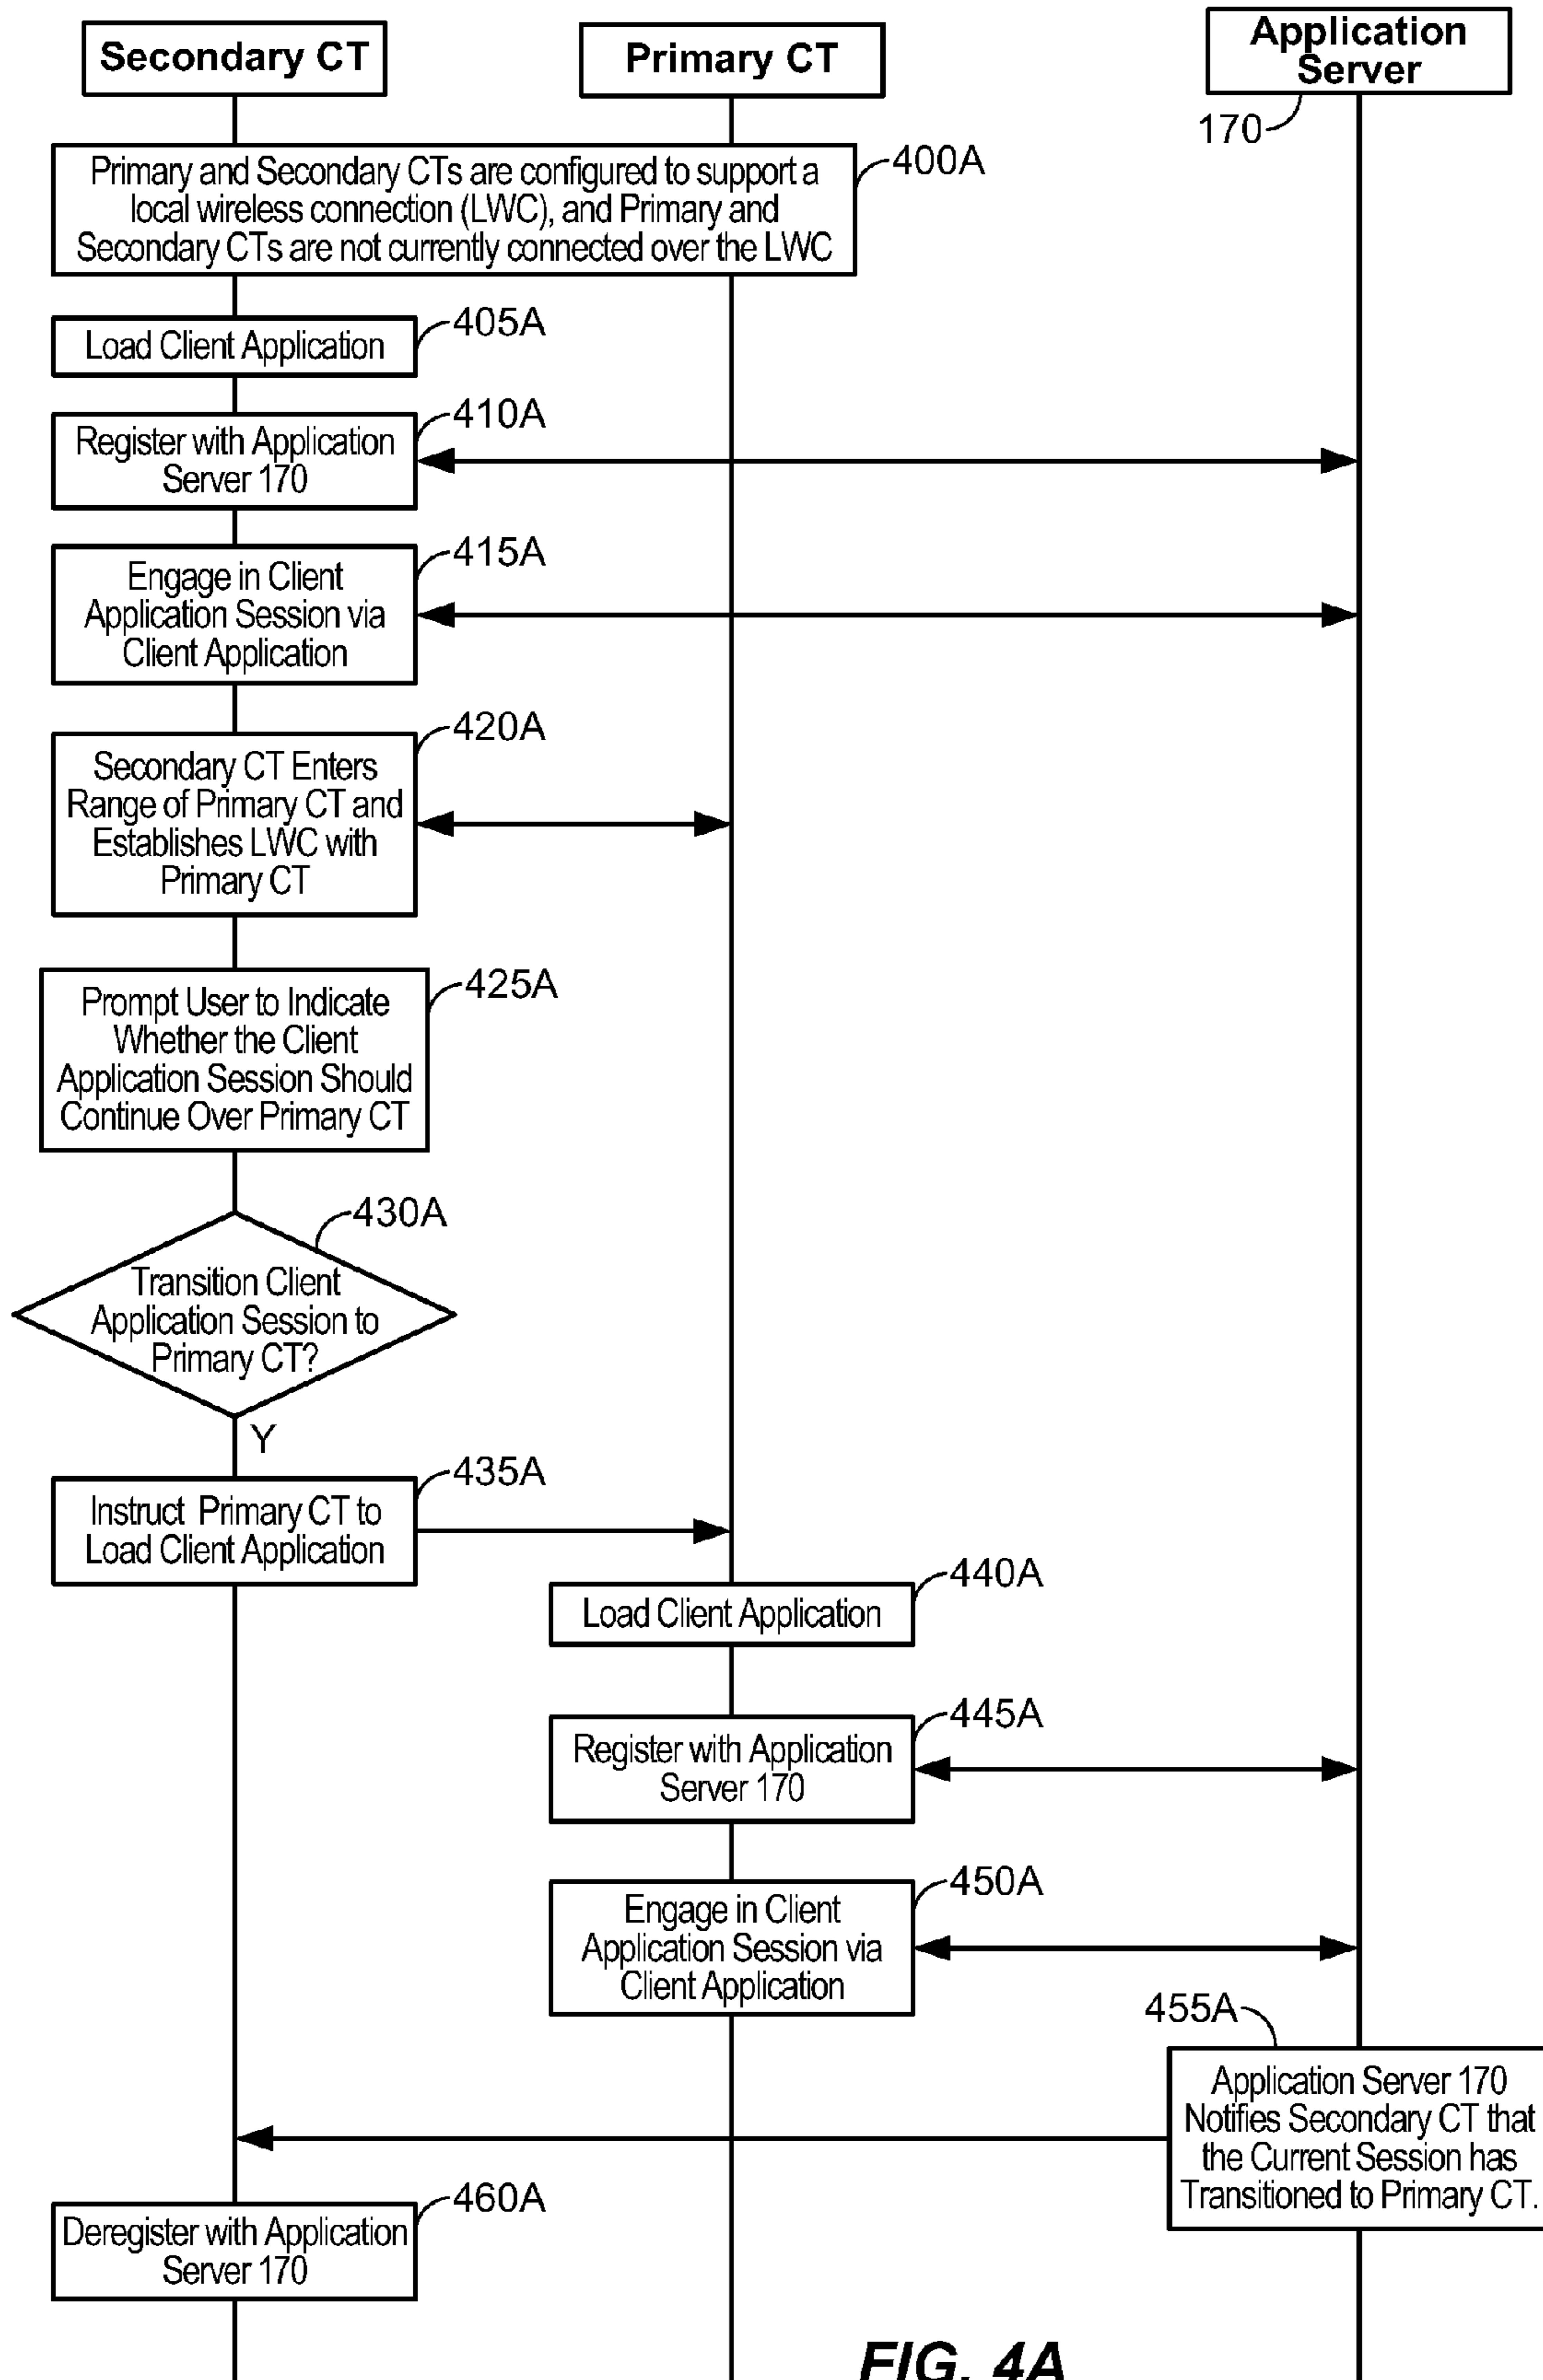 Secondary CT
Primary CT
Application
Server
170
400A
Primary and Secondary CTs are configured to support a
local wireless connection (LWC), and Primary and
Secondary CTs are not currently connected over the LWC
405A
Load Client Application
410A
Register with Application
Server 170
415A
Engage in Client
Application Session via
Client Application
420A
Secondary CT Enters
Range of Primary CT and
Establishes LWC with
Primary CT
425A
Prompt User to Indicate
Whether the Client
Application Session Should
Continue Over Primary CT
430A
Transition Client
Application Session to
Primary CT?
Y
435A
Instruct Primary CT to
Load Client Application
440A
Load Client Application
445A
Register with Application
Server 170
450A
Engage in Client
Application Session via
Client Application
455A
Application Server 170
Notifies Secondary CT that
the Current Session has
Transitioned to Primary CT.
460A
Deregister with Application
Server 170
FIG. 4A